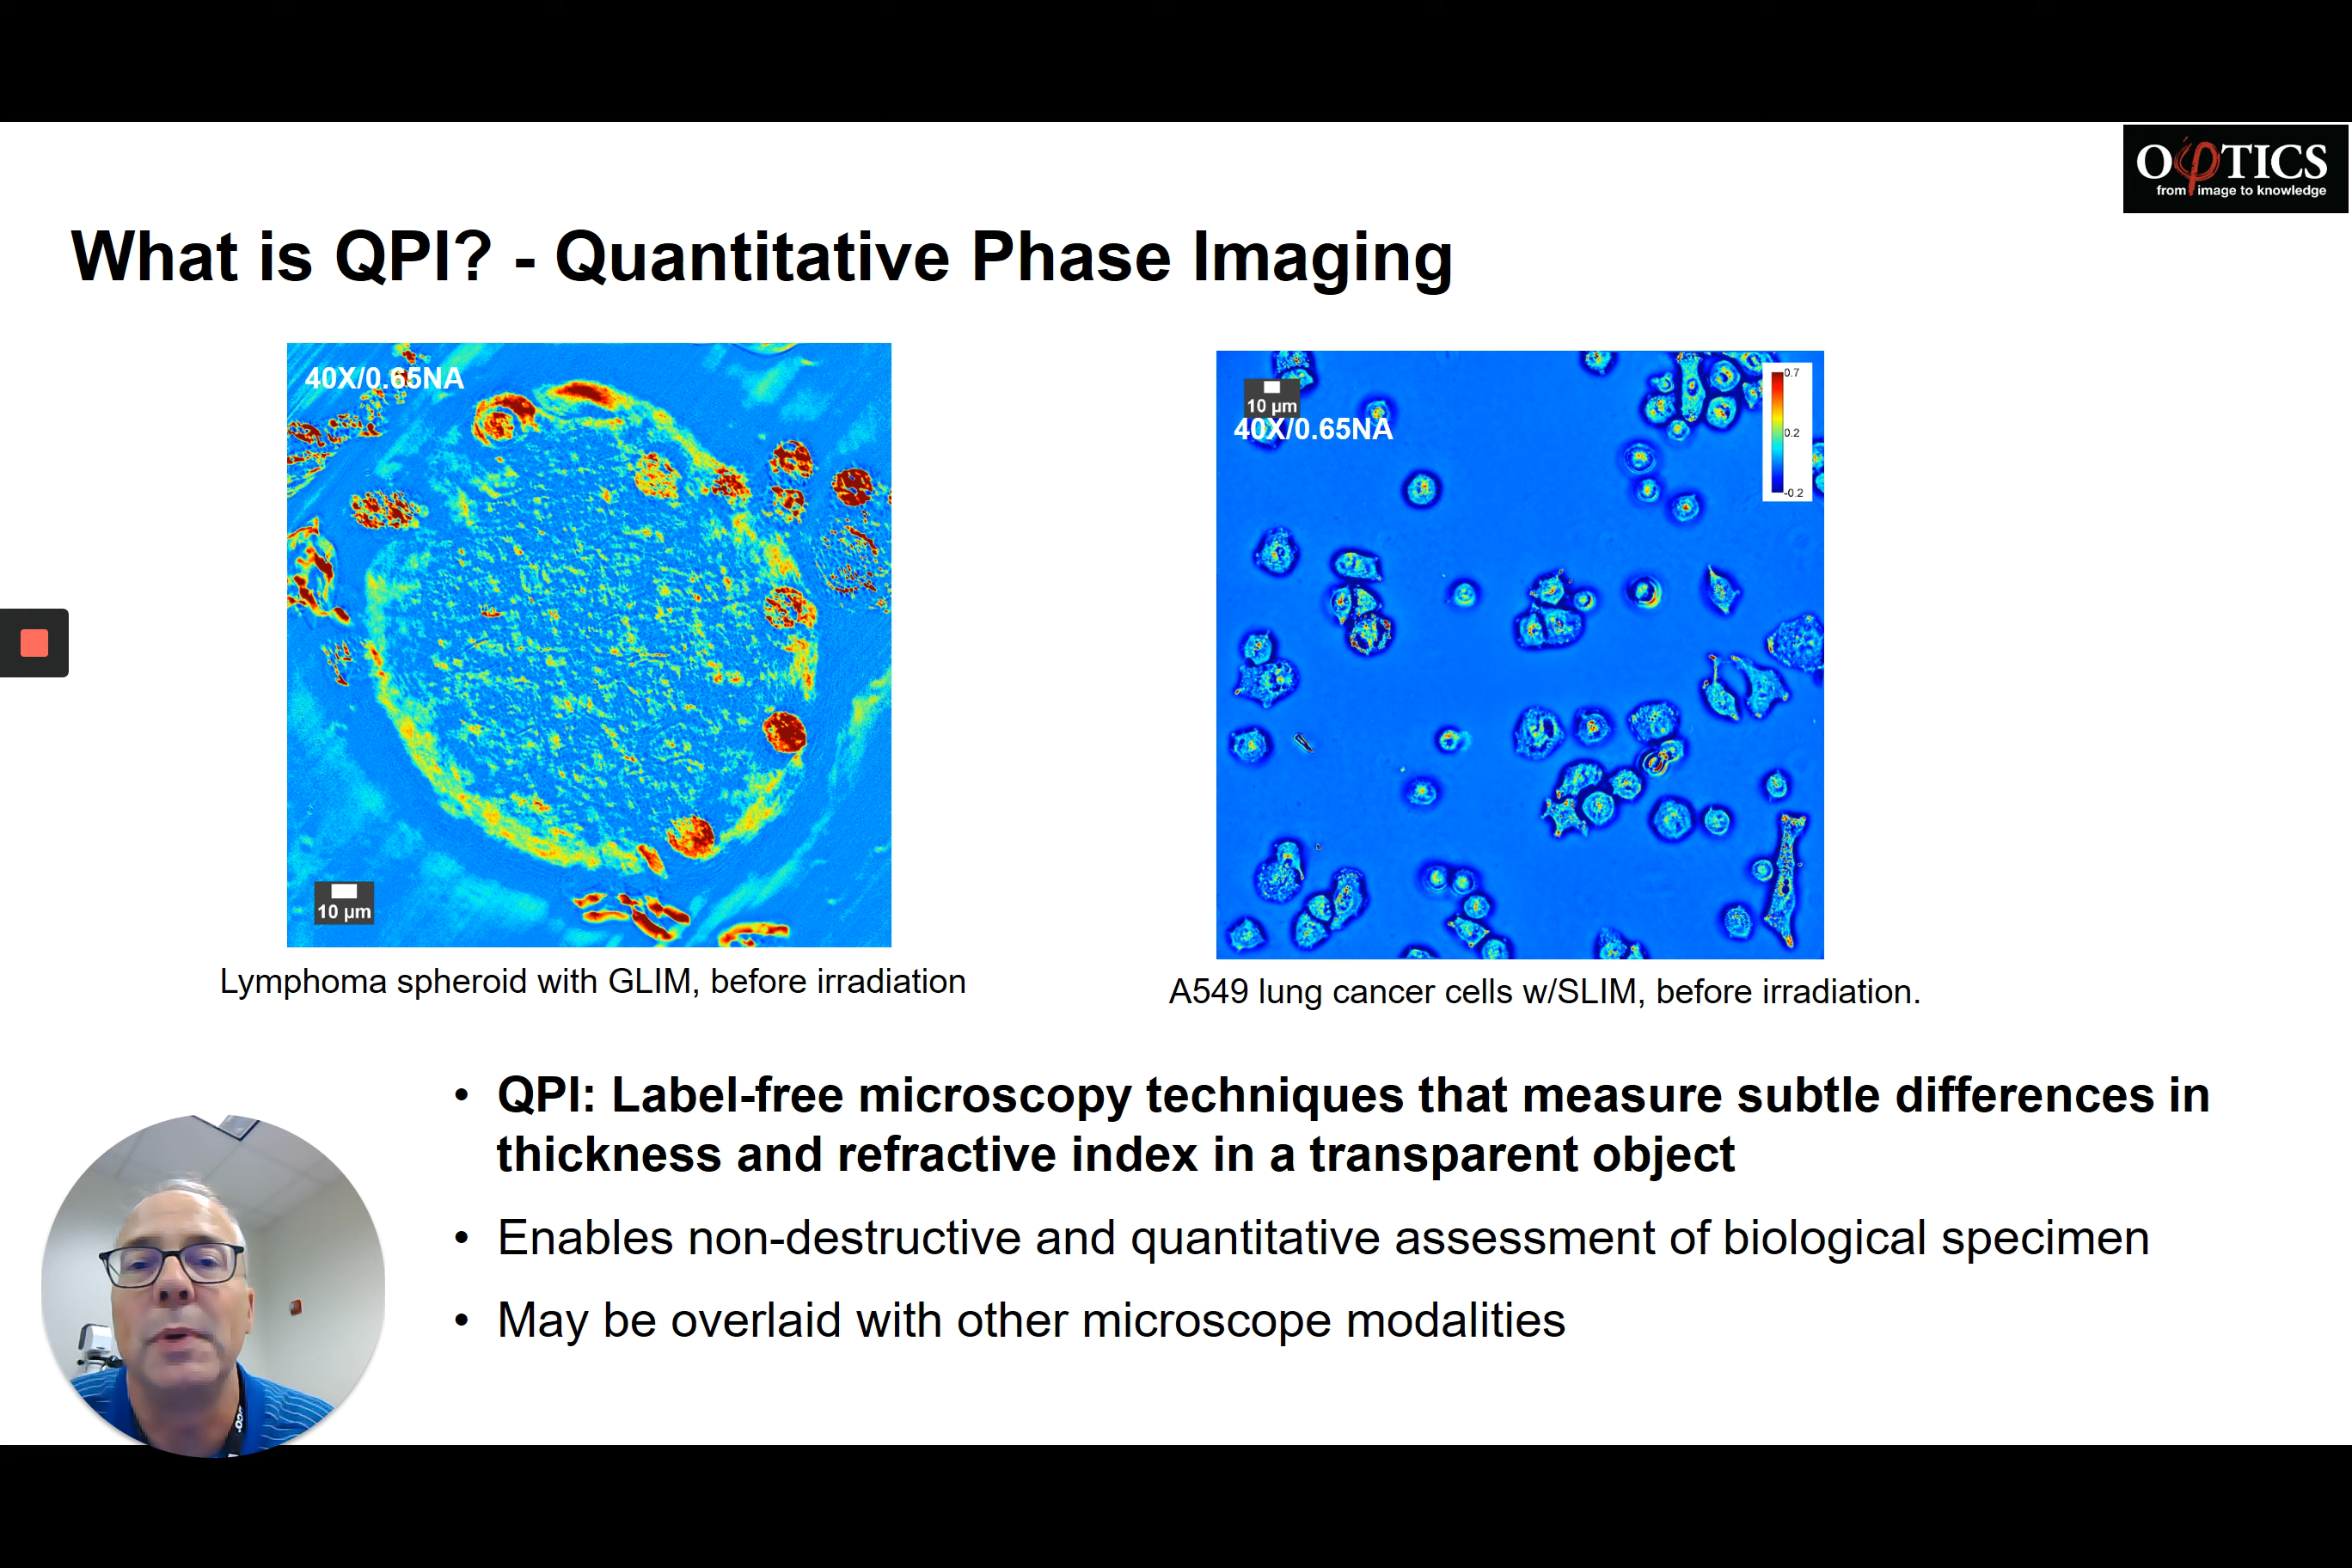 OφTICS
from image to knowledge
What is QPI? - Quantitative Phase Imaging
40X/0.65NA
10 µm
Lymphoma spheroid with GLIM, before irradiation
10 µm
40X/0.65NA
0.7
0.2
-0.2
A549 lung cancer cells w/SLIM, before irradiation.
• QPI: Label-free microscopy techniques that measure subtle differences in
thickness and refractive index in a transparent object
• Enables non-destructive and quantitative assessment of biological specimen
• May be overlaid with other microscope modalities